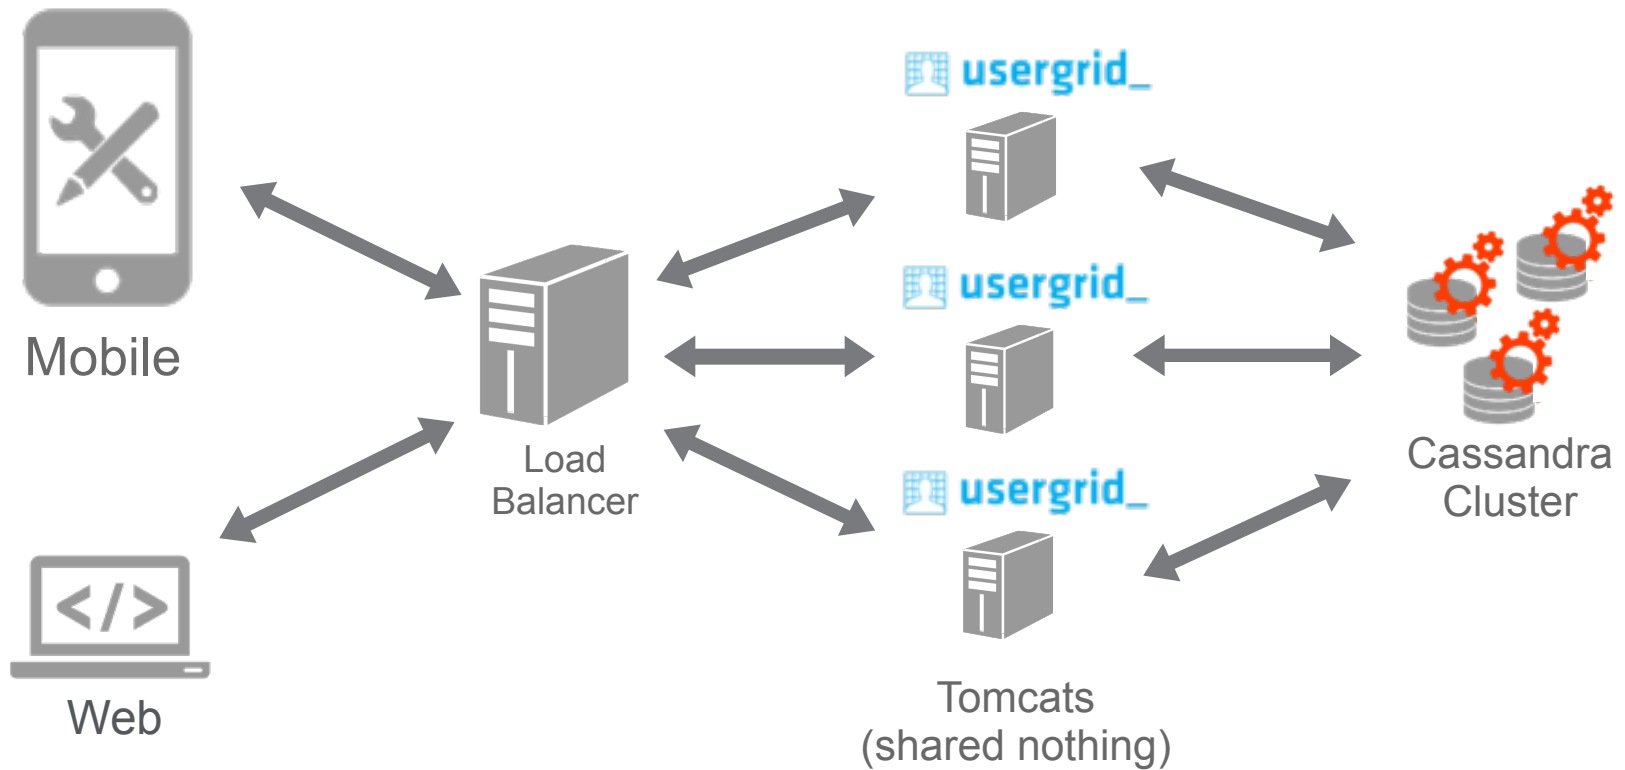 Mobile
Web
</>
Load
Balancer
usergrid_
usergrid_
usergrid_
Tomcats
(shared nothing)
Cassandra
Cluster